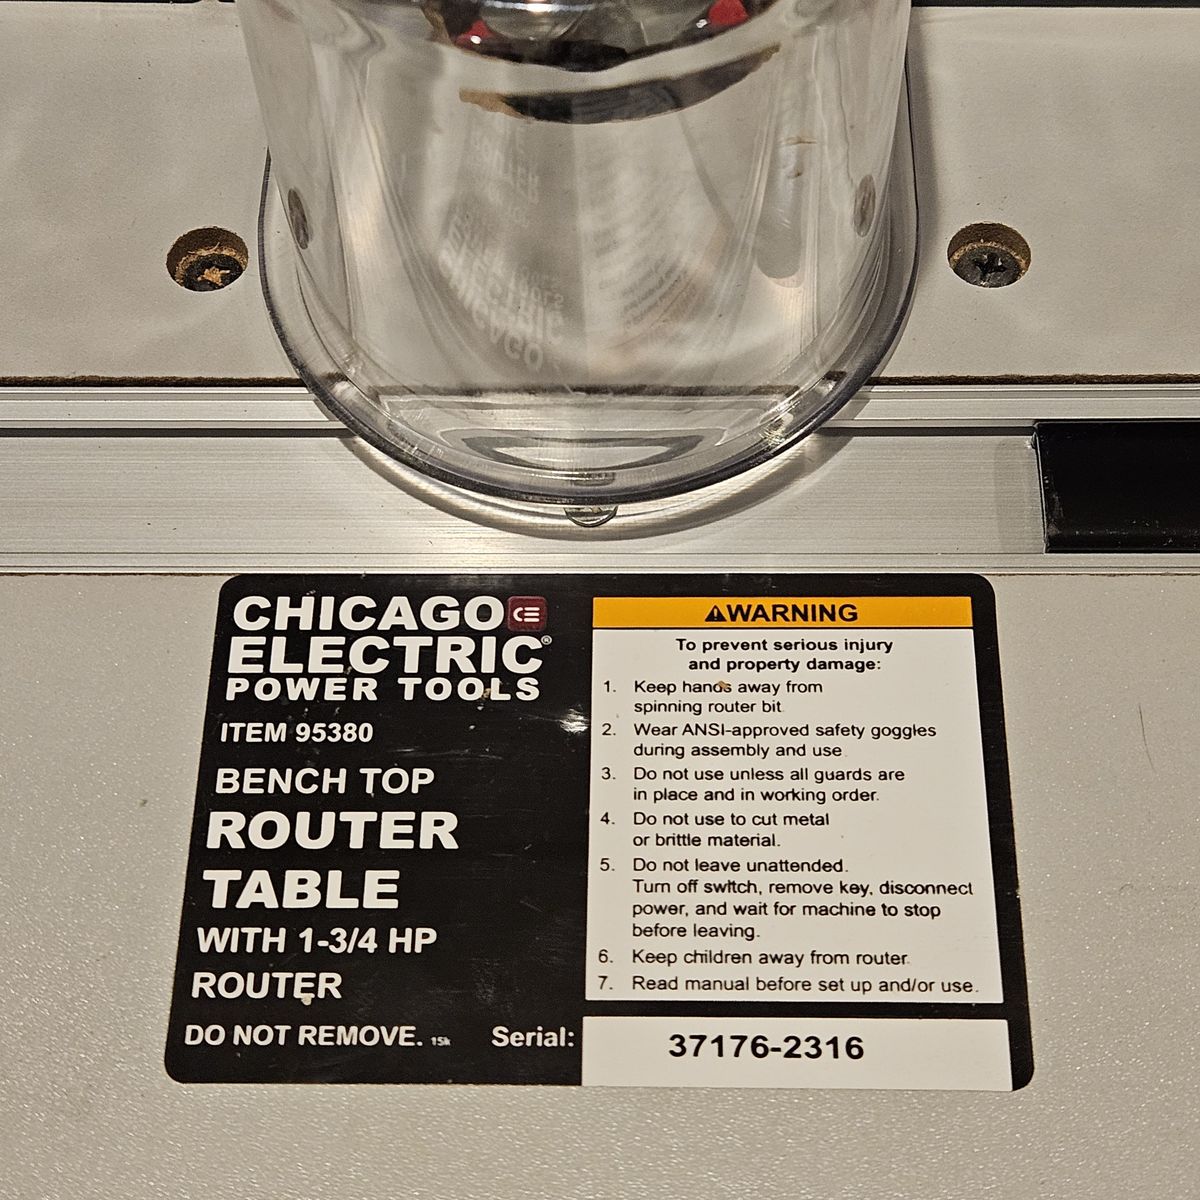 CHICAGO CE
ELECTRIC®
POWER TOOLS
ITEM 95380
BENCH TOP
ROUTER
TABLE
WITH 1-3/4 HP
ROUTER
DO NOT REMOVE. 15k
⚠WARNING
To prevent serious injury
and property damage:
1. Keep hands away from
spinning router bit.
2. Wear ANSI-approved safety goggles
during assembly and use.
3. Do not use unless all guards are
in place and in working order.
4. Do not use to cut metal
or brittle material.
5. Do not leave unattended.
Turn off switch, remove key, disconnect
power, and wait for machine to stop
before leaving.
6. Keep children away from router.
7. Read manual before set up and/or use.
Serial: 37176-2316